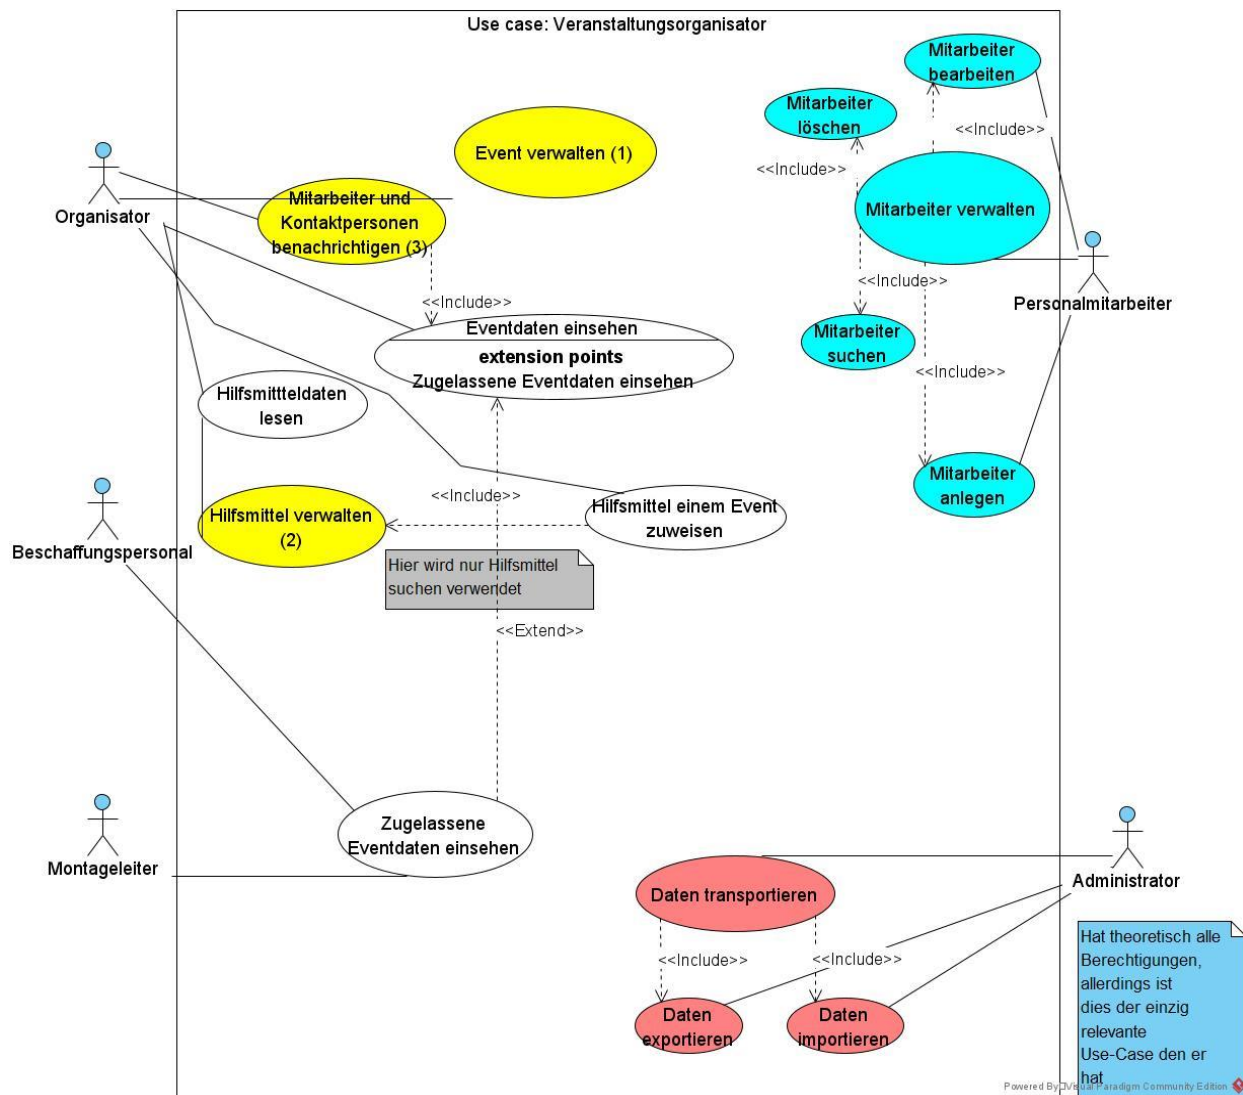 Use case: Veranstaltungsorganisator
Mitarbeiter
bearbeiten
Mitarbeiter
löschen
<<Include>>
Event verwalten (1)
<<Include>>
Mitarbeiter und
Kontaktpersonen
benachrichtigen (3)
Organisator
Mitarbeiter verwalten
<<Include>>
<<Include>>
Personalmitarbeiter
Eventdaten einsehen
extension points
Zugelassene Eventdaten einsehen
Mitarbeiter
suchen
<<Include>>
Hilfsmittteldaten
lesen
Mitarbeiter
anlegen
<<Include>>
Hilfsmittel verwalten
(2)
Hilfsmittel einem Event
zuweisen
Beschaffungspersonal
Hier wird nur Hilfsmittel
suchen verwendet
<<Extend>>
Zugelassene
Eventdaten einsehen
Montageleiter
Daten transportieren
Administrator
<<Include>>
<<Include>>
Daten
exportieren
Daten
importieren
Hat theoretisch alle
Berechtigungen,
allerdings ist
dies der einzig
relevante
Use-Case den er
hat
Powered By Visual Paradigm Community Edition